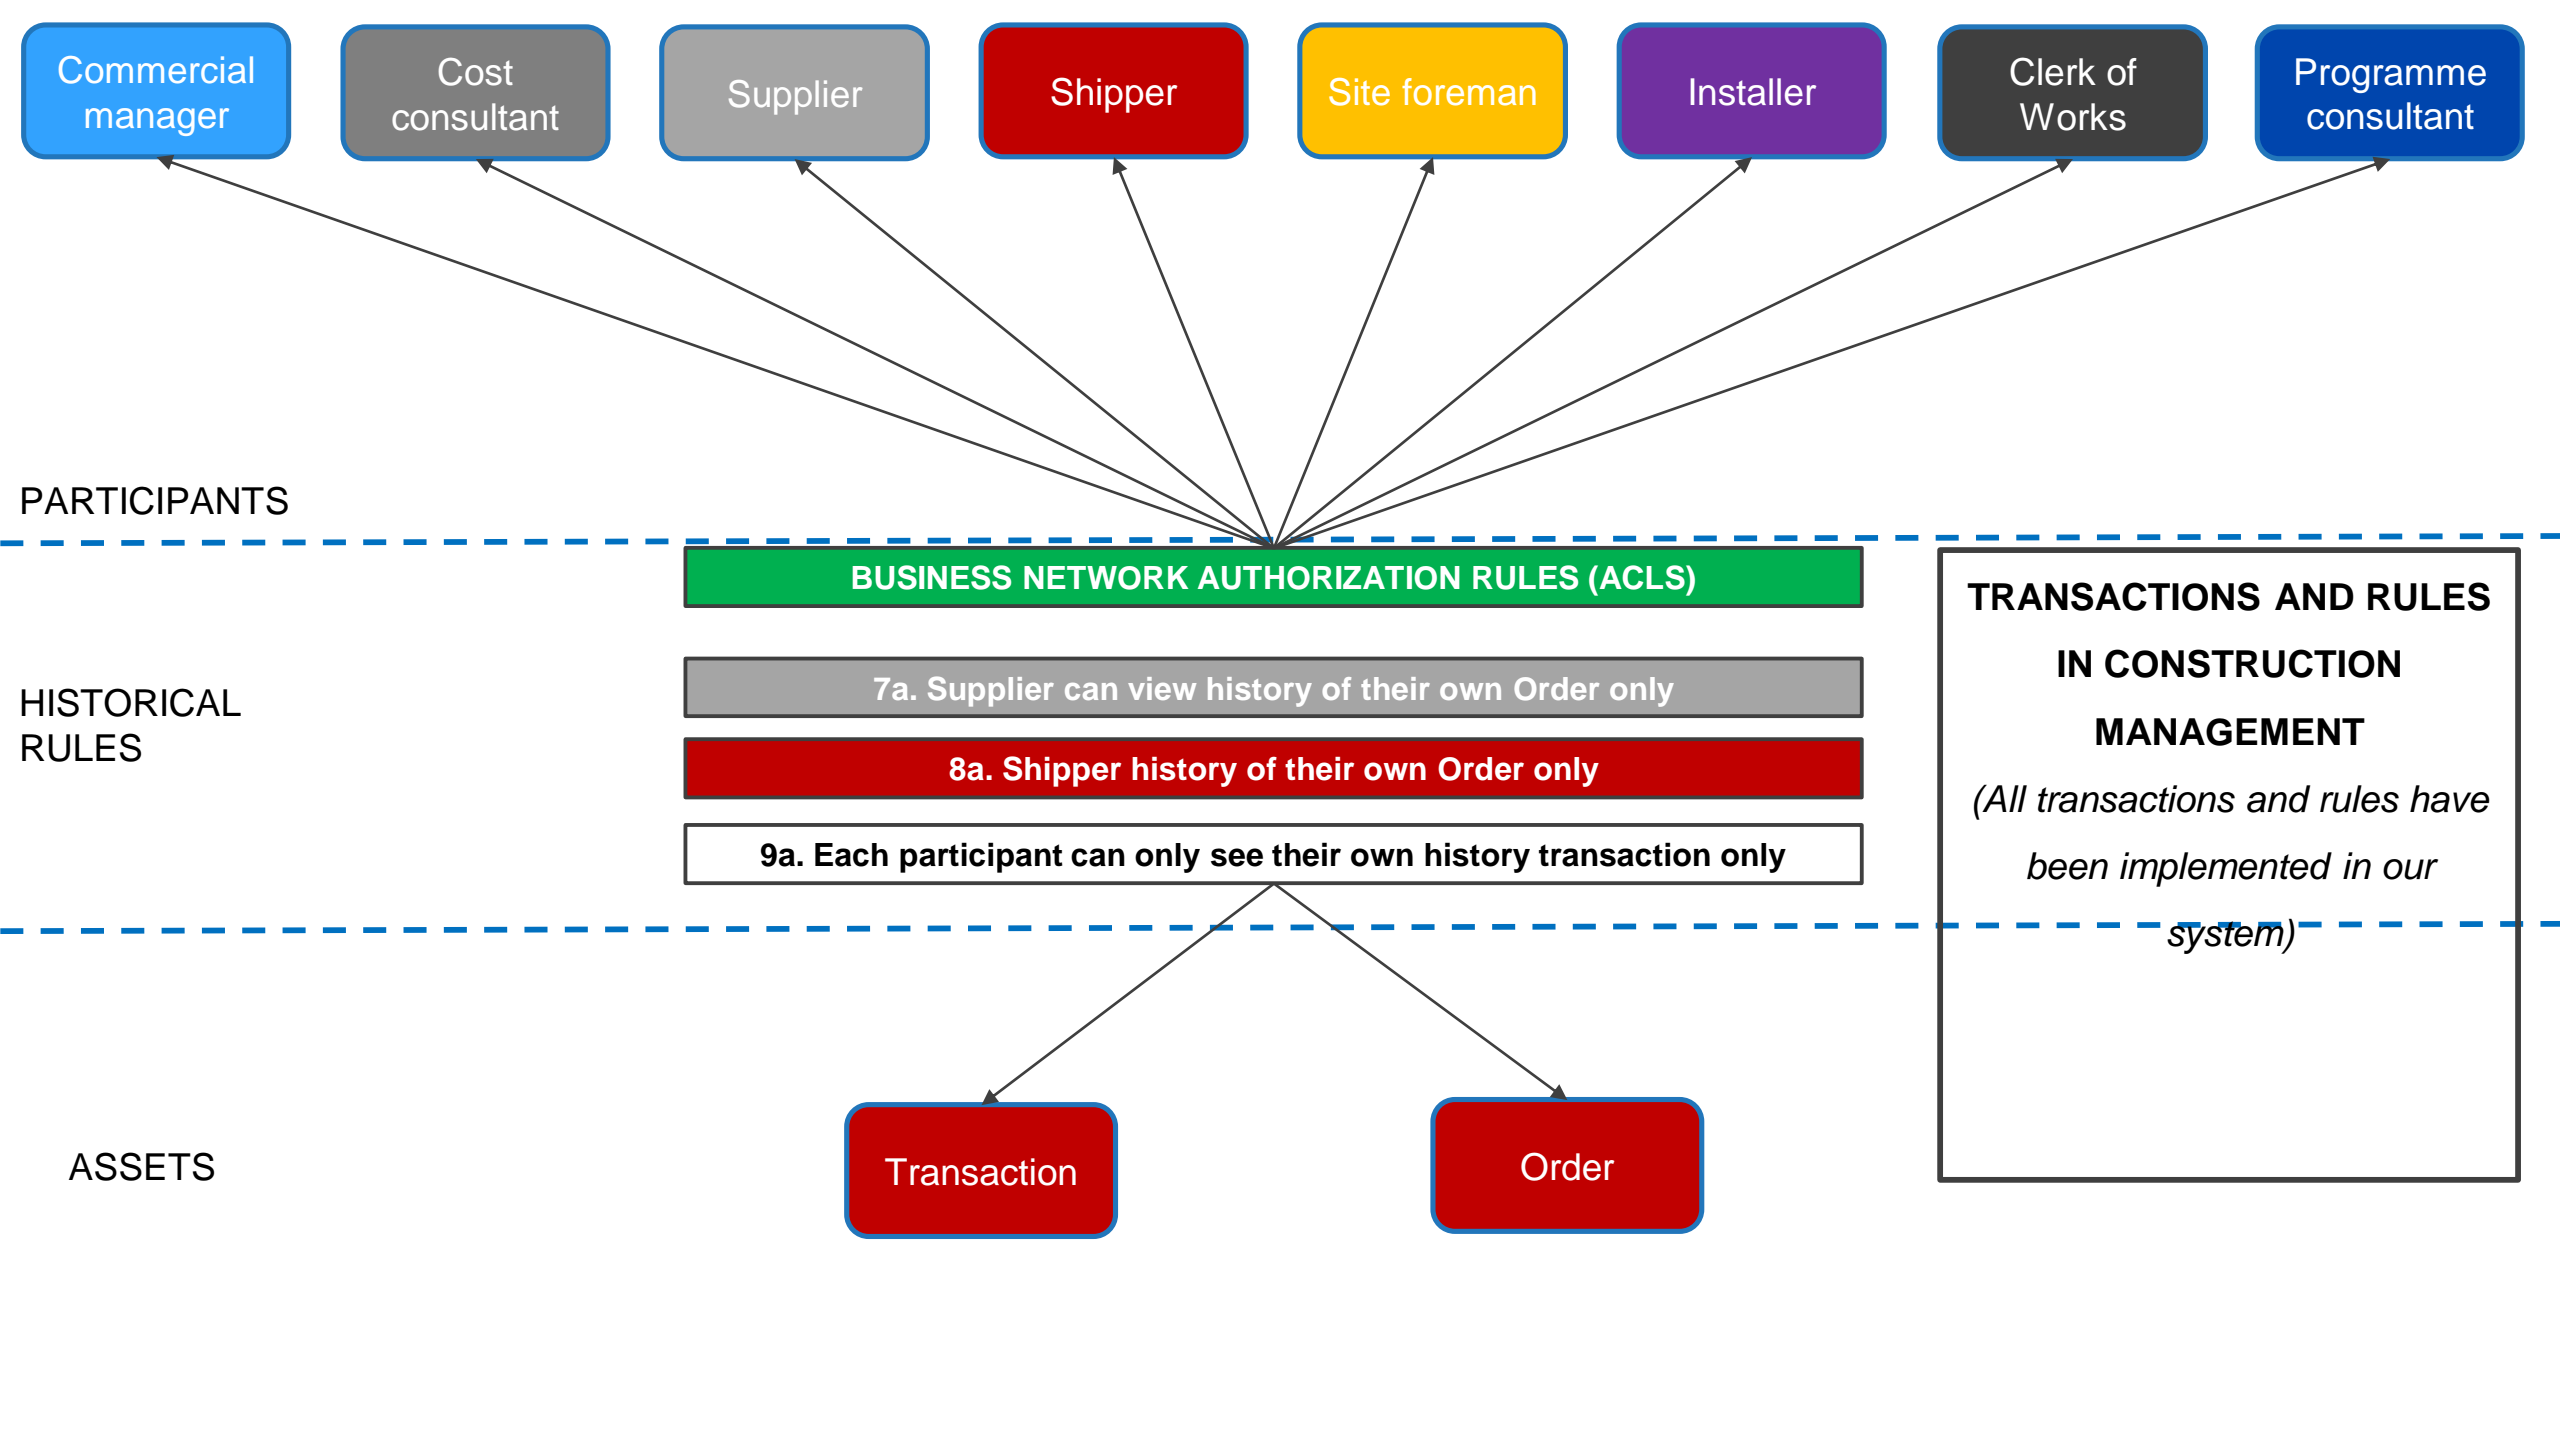 Commercial
manager
Cost
consultant
Supplier
Shipper
Site foreman
Installer
Clerk of
Works
Programme
consultant
PARTICIPANTS
BUSINESS NETWORK AUTHORIZATION RULES (ACLS)
HISTORICAL
RULES
7a. Supplier can view history of their own Order only
8a. Shipper history of their own Order only
9a. Each participant can only see their own history transaction only
TRANSACTIONS AND RULES
IN CONSTRUCTION
MANAGEMENT
(All transactions and rules have
been implemented in our
system)
ASSETS
Transaction
Order